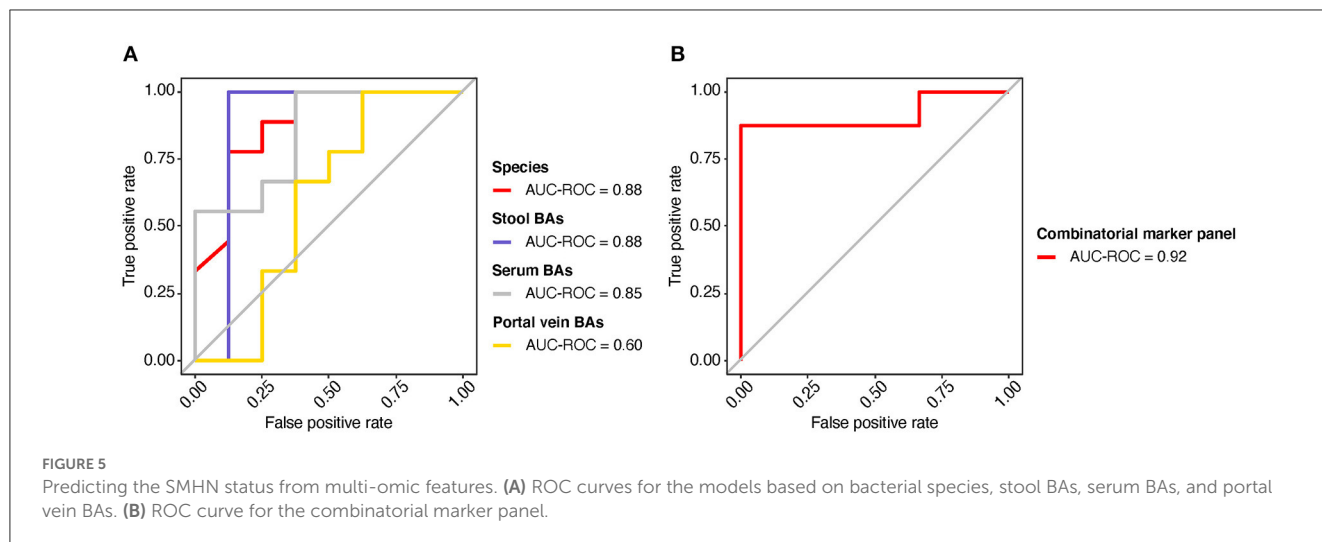 A
1.00
0.75
0.50
0.25
0.00
True positive rate
0.00
0.25
0.50
0.75
1.00
False positive rate
Species
AUC-ROC = 0.88
Stool BAs
AUC-ROC = 0.88
Serum BAs
AUC-ROC = 0.85
Portal vein BAs
AUC-ROC = 0.60
B
1.00
0.75
0.50
0.25
0.00
True positive rate
0.00
0.25
0.50
0.75
1.00
False positive rate
Combinatorial marker panel
AUC-ROC = 0.92
FIGURE 5
Predicting the SMHN status from multi-omic features. (A) ROC curves for the models based on bacterial species, stool BAs, serum BAs, and portal
vein BAs. (B) ROC curve for the combinatorial marker panel.